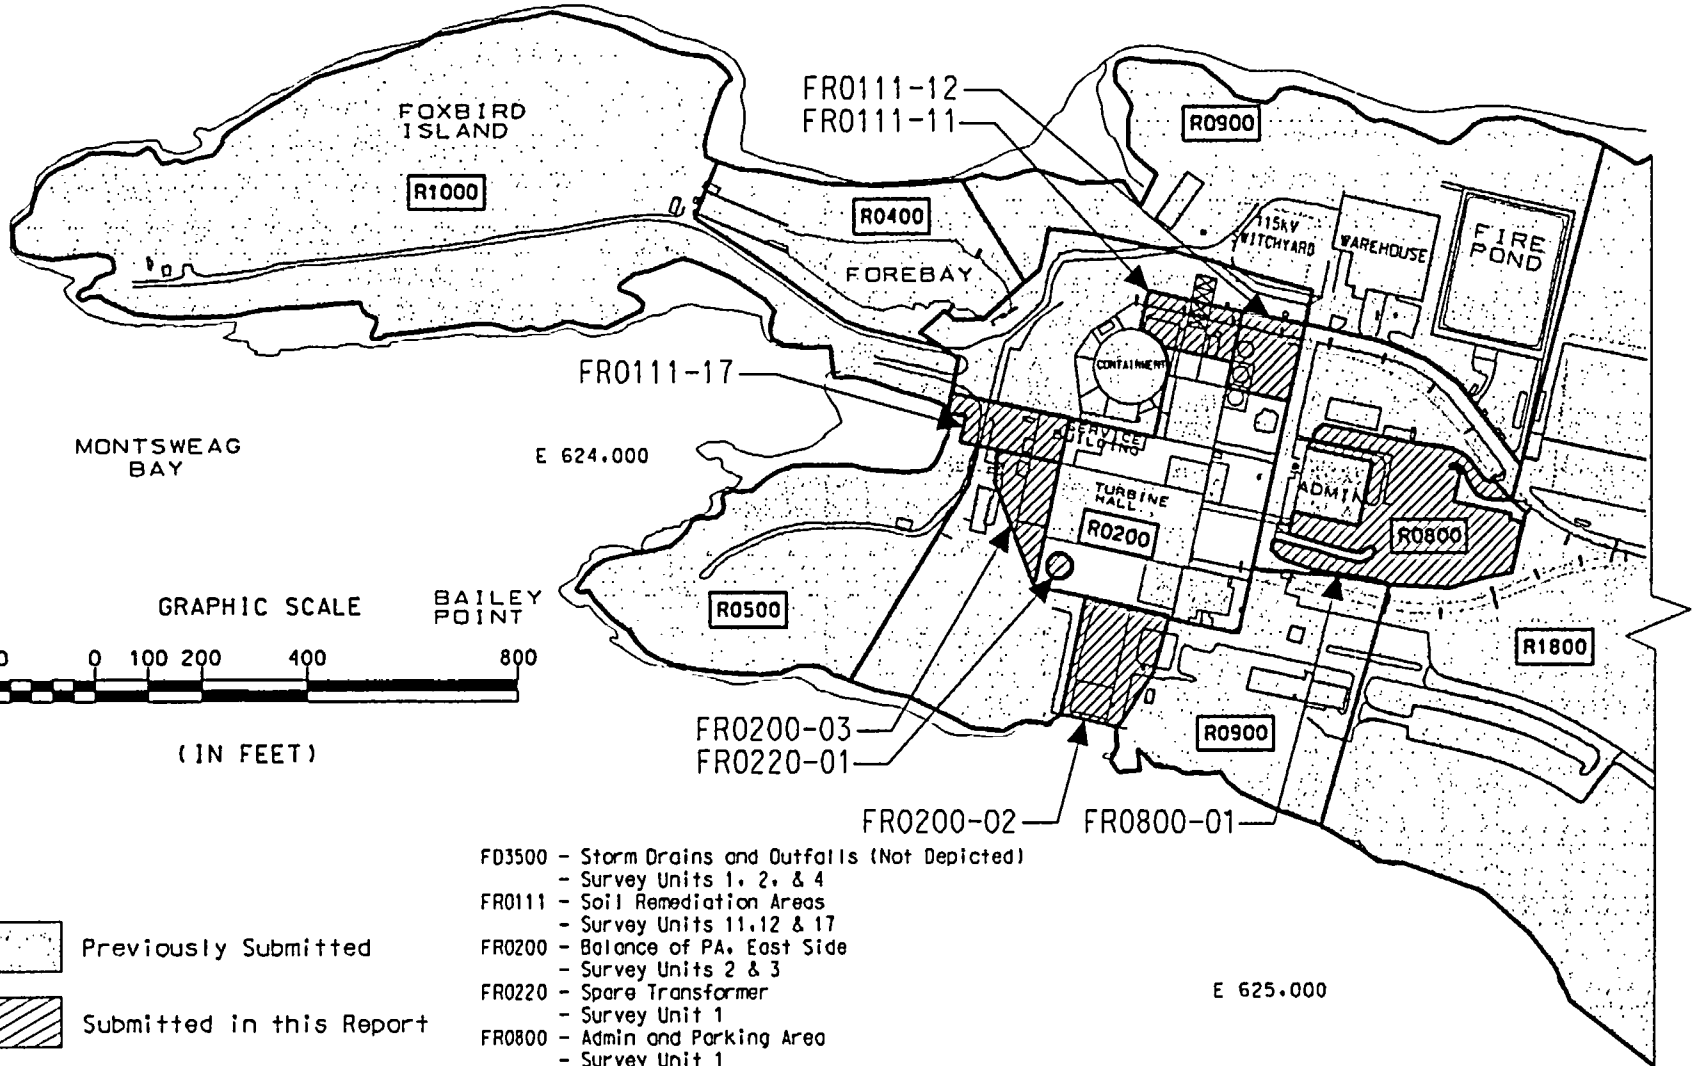 FOXBIRD
ISLAND
R1000
FR0111-12
FR0111-11
R0900
R0400
FOREBAY
115KV
WITCHYARD
WAREHOUSE
FIRE
POND
CONTAINMENT
FR0111-17
MONTSWEAG
BAY
E 624.000
SERVICE
BUILDING
TURBINE
HALL
R0200
ADMIN
R0800
GRAPHIC SCALE
BAILEY
POINT
R0500
R1800
0 0 100 200 400 800
(IN FEET)
FR0200-03
FR0220-01
R0900
FR0200-02
FR0800-01
FD3500 - Storm Drains and Outfalls (Not Depicted)
- Survey Units 1, 2, & 4
FR0111 - Soil Remediation Areas
- Survey Units 11,12 & 17
FR0200 - Balance of PA, East Side
- Survey Units 2 & 3
FR0220 - Spare Transformer
- Survey Unit 1
FR0800 - Admin and Parking Area
- Survey Unit 1
Previously Submitted
Submitted in this Report
E 625.000